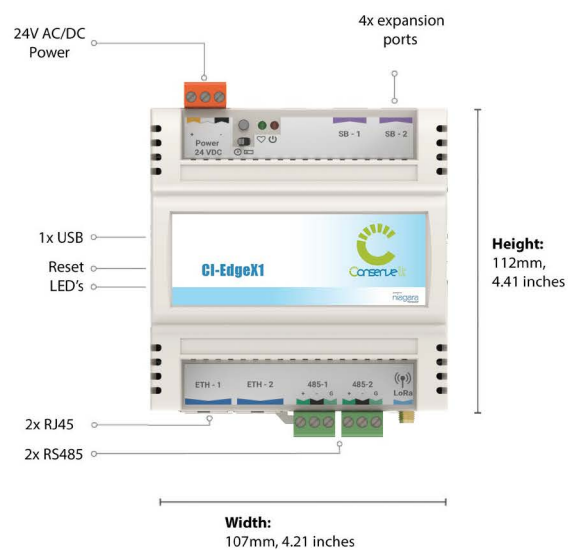 24V AC/DC
Power
4x expansion
ports
+ -
Power
24 VDC
SB - 1
SB - 2
1x USB
Reset
LED's
CI-EdgeX1
Conserve it
niagara
Height:
112mm,
4.41 inches
ETH - 1
ETH - 2
485-1
485-2
+ - G
+ - G
LoRa
2x RJ45
2x RS485
Width:
107mm, 4.21 inches